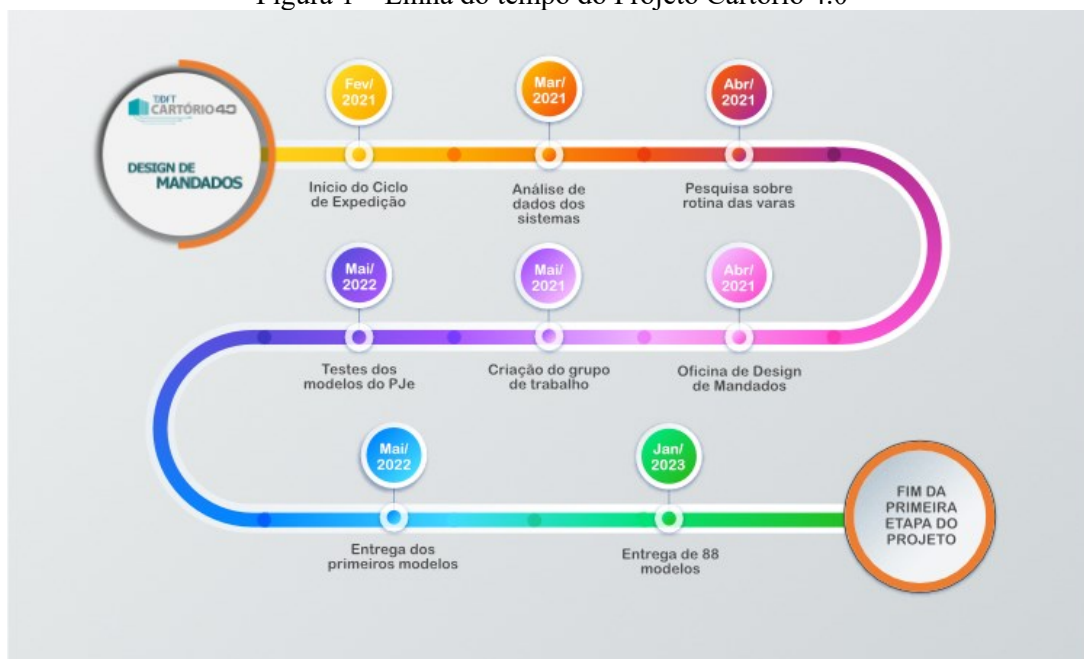 Figura 1 – Linha do tempo do Projeto Cartório 4.0
TJDFT
CARTÓRIO 4.0
DESIGN DE
MANDADOS
Fev/
2021
Início do Ciclo
de Expedição
Mar/
2021
Análise de
dados dos
sistemas
Abr/
2021
Pesquisa sobre
rotina das varas
Abr/
2021
Oficina de Design
de Mandados
Mai/
2021
Criação do grupo
de trabalho
Mai/
2022
Testes dos
modelos do PJe
Mai/
2022
Entrega dos
primeiros modelos
Jan/
2023
Entrega de 88
modelos
FIM DA
PRIMEIRA
ETAPA DO
PROJETO